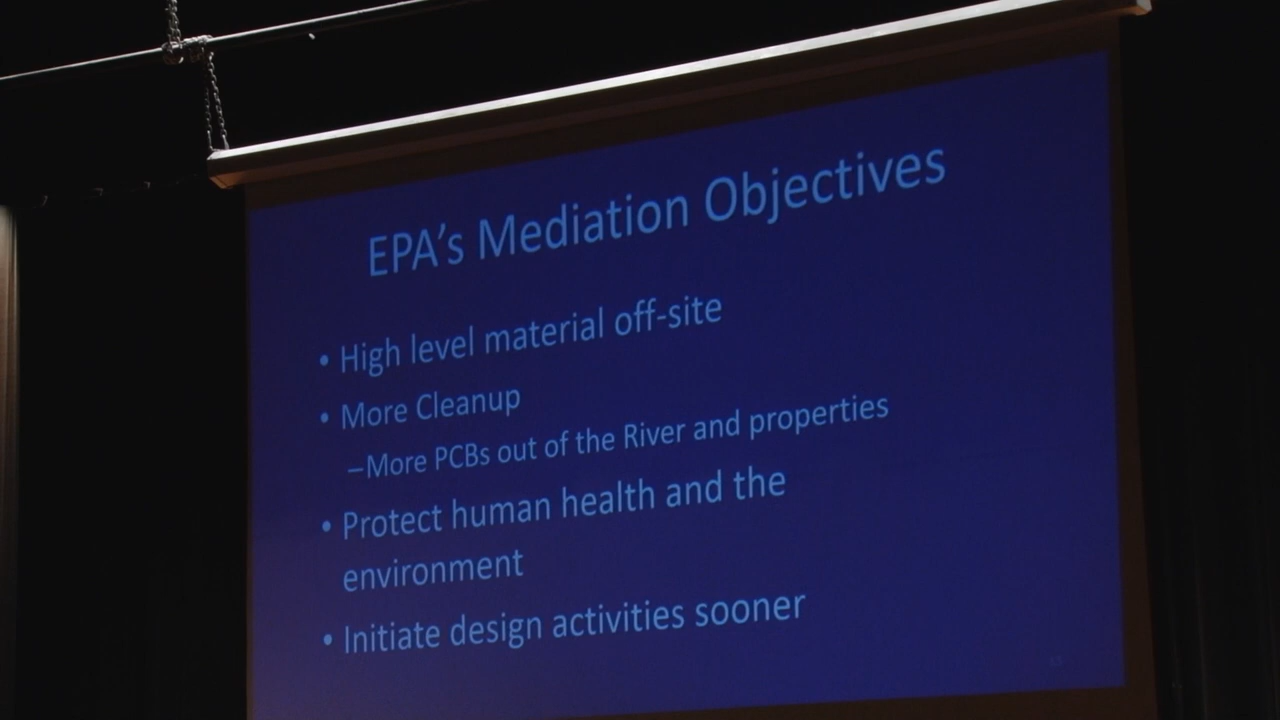 EPA's Mediation Objectives
• High level material off-site
• More Cleanup
–More PCBs out of the River and properties
• Protect human health and the
environment
• Initiate design activities sooner